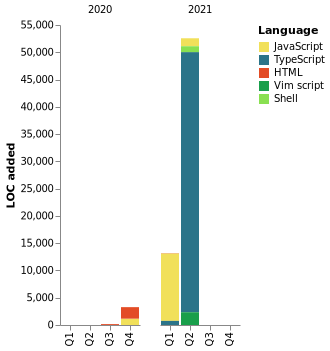 2020 2021
Language
JavaScript
TypeScript
HTML
Vim script
Shell
LOC added
55,000
50,000
45,000
40,000
35,000
30,000
25,000
20,000
15,000
10,000
5,000
0
Q1 Q2 Q3 Q4 Q1 Q2 Q3 Q4